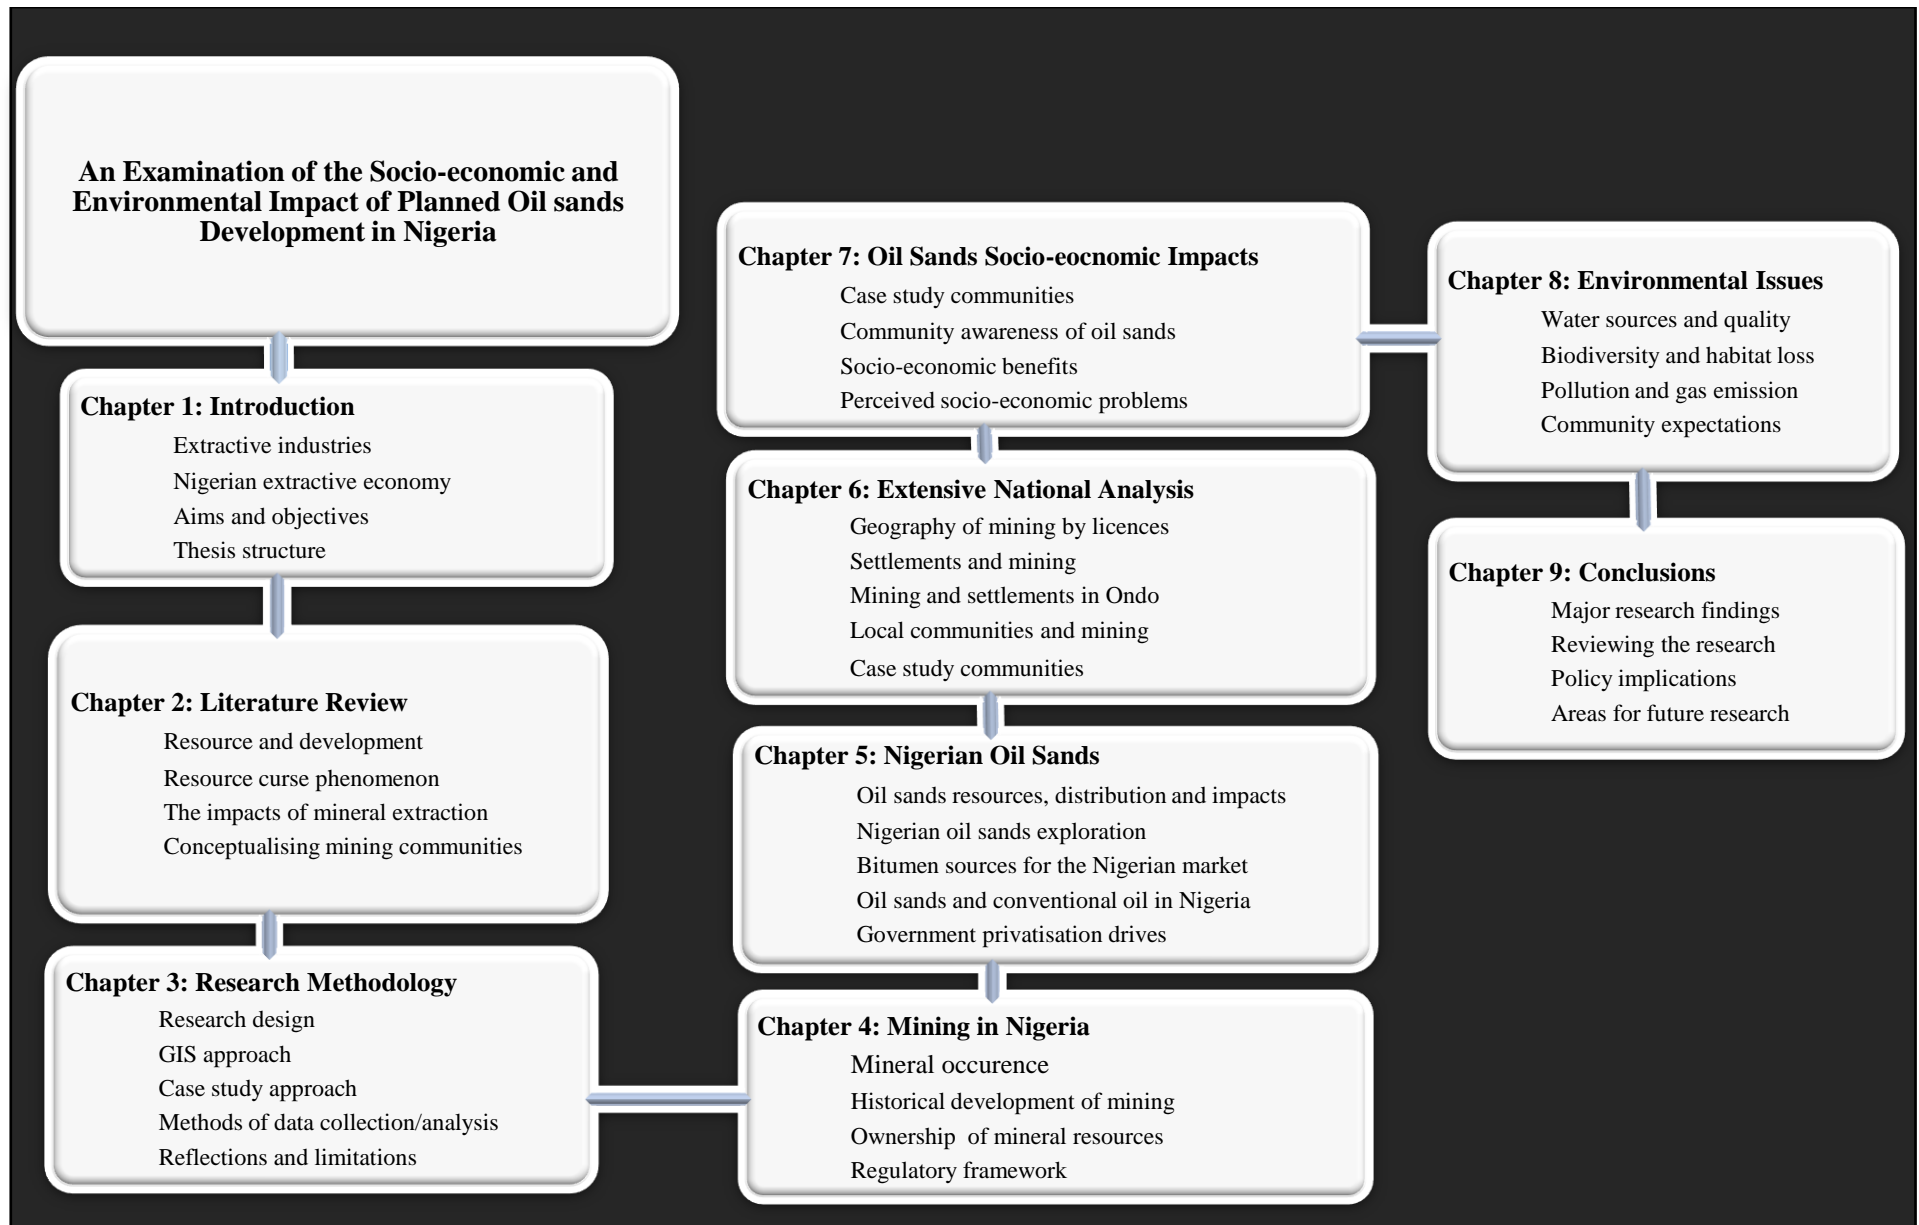 An Examination of the Socio-economic and
Environmental Impact of Planned Oil sands
Development in Nigeria
Chapter 1: Introduction
Extractive industries
Nigerian extractive economy
Aims and objectives
Thesis structure
Chapter 2: Literature Review
Resource and development
Resource curse phenomenon
The impacts of mineral extraction
Conceptualising mining communities
Chapter 3: Research Methodology
Research design
GIS approach
Case study approach
Methods of data collection/analysis
Reflections and limitations
Chapter 4: Mining in Nigeria
Mineral occurence
Historical development of mining
Ownership of mineral resources
Regulatory framework
Chapter 5: Nigerian Oil Sands
Oil sands resources, distribution and impacts
Nigerian oil sands exploration
Bitumen sources for the Nigerian market
Oil sands and conventional oil in Nigeria
Government privatisation drives
Chapter 6: Extensive National Analysis
Geography of mining by licences
Settlements and mining
Mining and settlements in Ondo
Local communities and mining
Case study communities
Chapter 7: Oil Sands Socio-eocnomic Impacts
Case study communities
Community awareness of oil sands
Socio-economic benefits
Perceived socio-economic problems
Chapter 8: Environmental Issues
Water sources and quality
Biodiversity and habitat loss
Pollution and gas emission
Community expectations
Chapter 9: Conclusions
Major research findings
Reviewing the research
Policy implications
Areas for future research